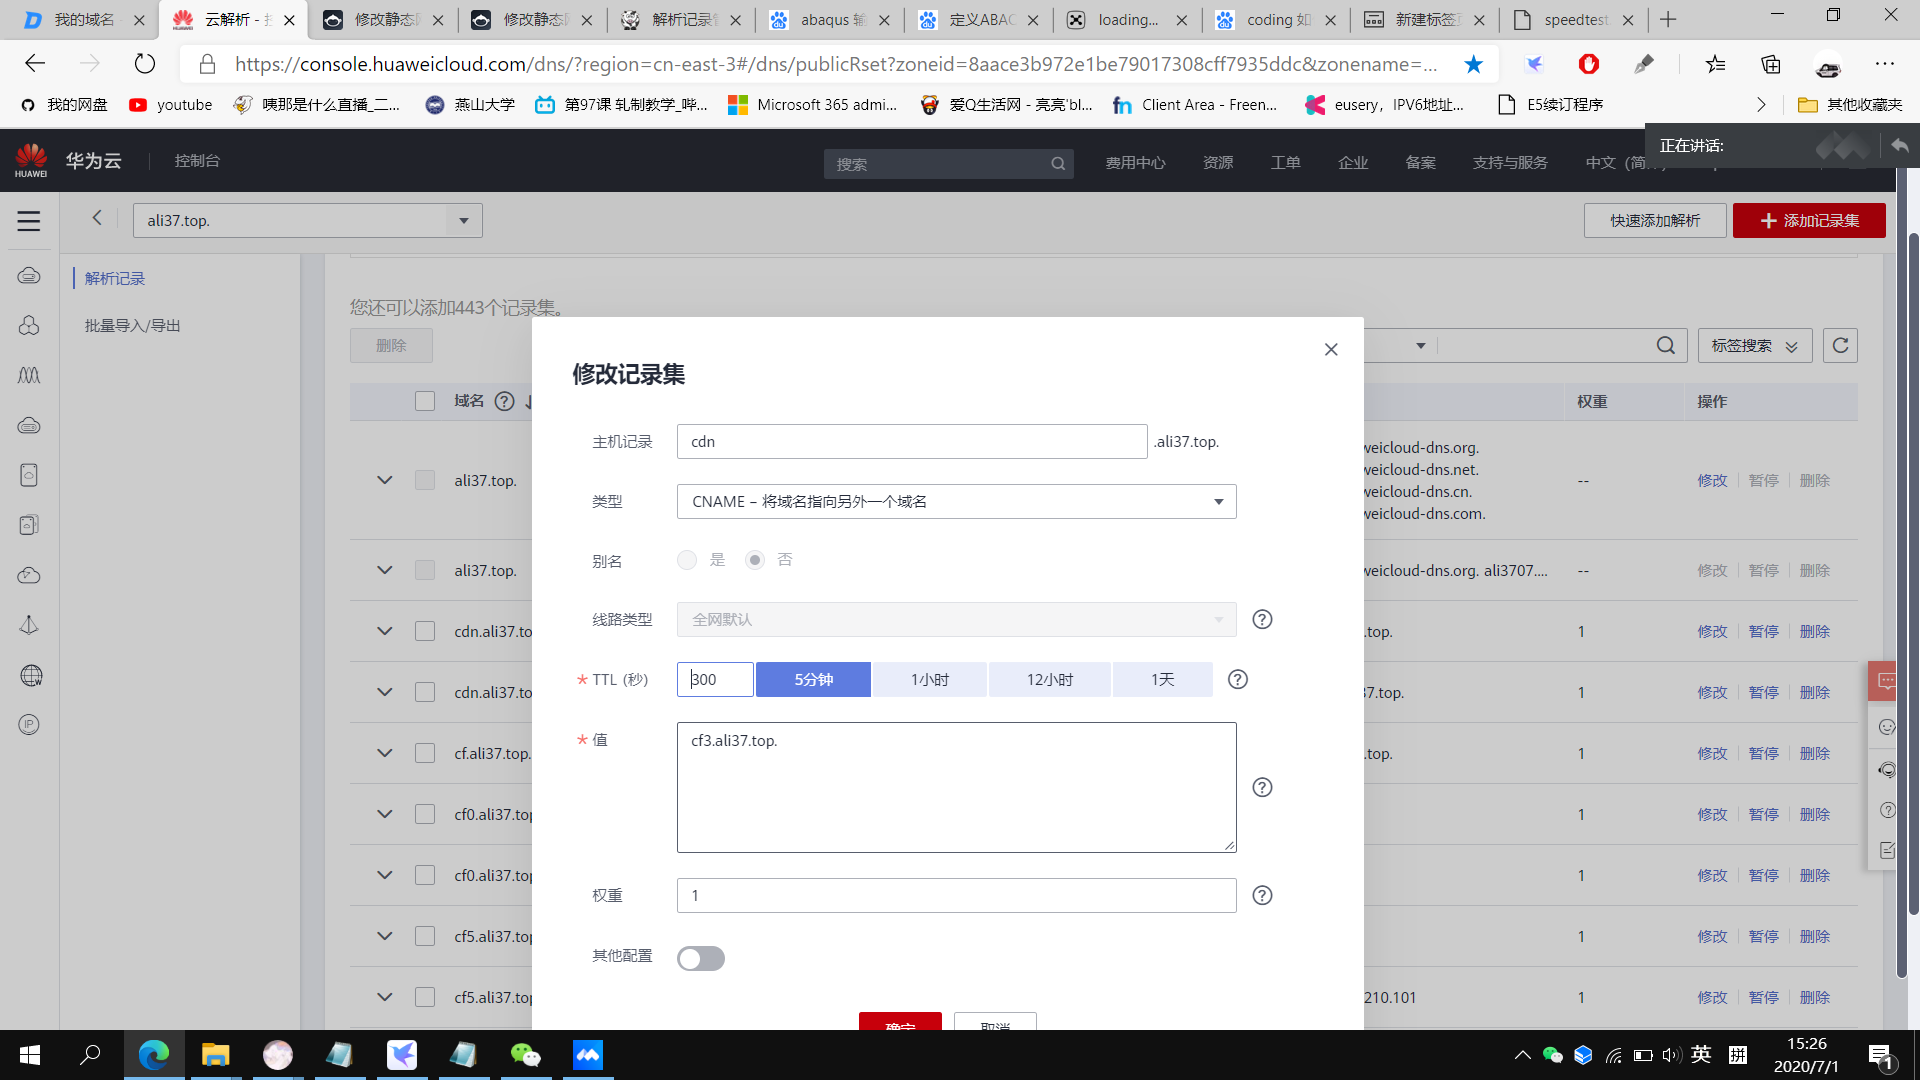 我的域名
云解析 - 控
修改静态网
修改静态网
解析记录管
abaqus 输
定义ABAC
loading...
coding 如
新建标签页
speedtest.
https://console.huaweicloud.com/dns/?region=cn-east-3#/dns/publicRset?zoneid=8aace3b972e1be79017308cff7935ddc&zonename=...
我的网盘
youtube
咦那是什么直播_二...
燕山大学
第97课 轧制教学_哔...
Microsoft 365 admi...
爱Q生活网 - 亮亮'bl...
Client Area - Freen...
eusery，IPV6地址...
E5续订程序
其他收藏夹
HUAWEI
华为云
控制台
搜索
费用中心
资源
工单
企业
备案
支持与服务
中文（简
正在讲话:
ali37.top.
快速添加解析
添加记录集
解析记录
批量导入/导出
您还可以添加443个记录集。
删除
标签搜索
域名
权重
操作
ali37.top.
weicloud-dns.org.
weicloud-dns.net.
weicloud-dns.cn.
weicloud-dns.com.
--
修改
暂停
删除
ali37.top.
weicloud-dns.org. ali3707....
--
修改
暂停
删除
cdn.ali37.to
.top.
1
修改
暂停
删除
cdn.ali37.to
37.top.
1
修改
暂停
删除
cf.ali37.top.
.top.
1
修改
暂停
删除
cf0.ali37.top
1
修改
暂停
删除
cf0.ali37.top
1
修改
暂停
删除
cf5.ali37.top
1
修改
暂停
删除
cf5.ali37.top
210.101
1
修改
暂停
删除
修改记录集
主机记录
cdn
.ali37.top.
类型
CNAME – 将域名指向另外一个域名
别名
是
否
线路类型
全网默认
* TTL (秒)
300
5分钟
1小时
12小时
1天
* 值
cf3.ali37.top.
权重
1
其他配置
确定
取消
IP
英
拼
15:26
2020/7/1
1